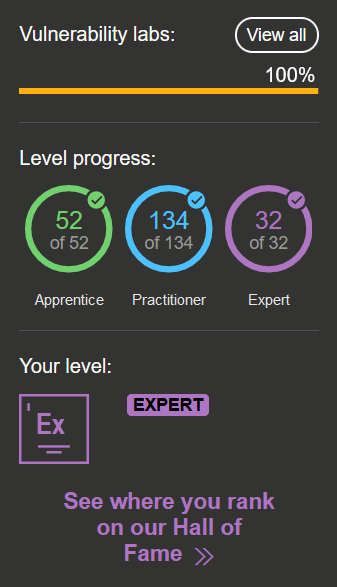 Vulnerability labs:
View all
100%
Level progress:
52
of 52
134
of 134
32
of 32
Apprentice
Practitioner
Expert
Your level:
Ex
EXPERT
See where you rank
on our Hall of
Fame